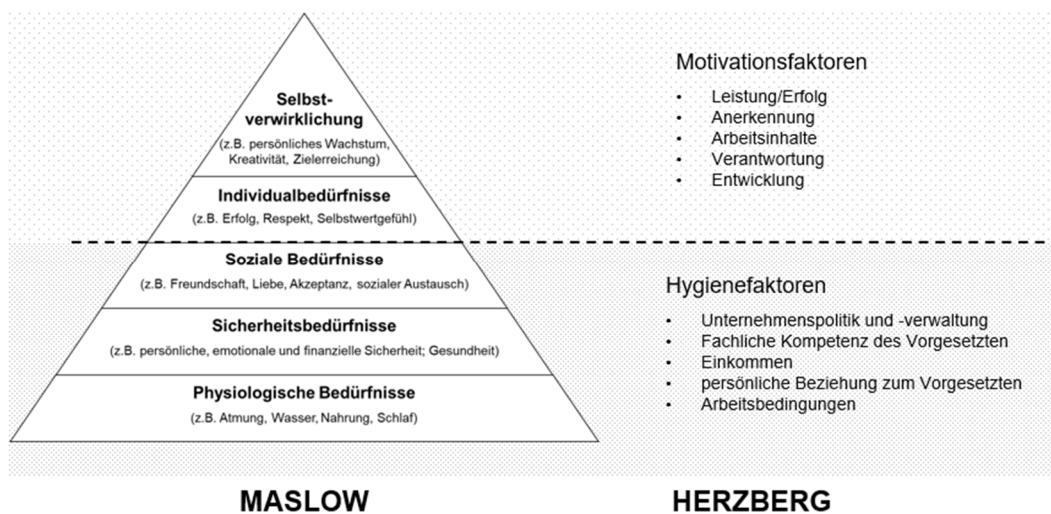 Selbst-
verwirklichung
(z.B. persönliches Wachstum,
Kreativität, Zielerreichung)
Individualbedürfnisse
(z.B. Erfolg, Respekt, Selbstwertgefühl)
Soziale Bedürfnisse
(z.B. Freundschaft, Liebe, Akzeptanz, sozialer Austausch)
Sicherheitsbedürfnisse
(z.B. persönliche, emotionale und finanzielle Sicherheit; Gesundheit)
Physiologische Bedürfnisse
(z.B. Atmung, Wasser, Nahrung, Schlaf)
MASLOW
Motivationsfaktoren
• Leistung/Erfolg
• Anerkennung
• Arbeitsinhalte
• Verantwortung
• Entwicklung
Hygienefaktoren
• Unternehmenspolitik und -verwaltung
• Fachliche Kompetenz des Vorgesetzten
• Einkommen
• persönliche Beziehung zum Vorgesetzten
• Arbeitsbedingungen
HERZBERG